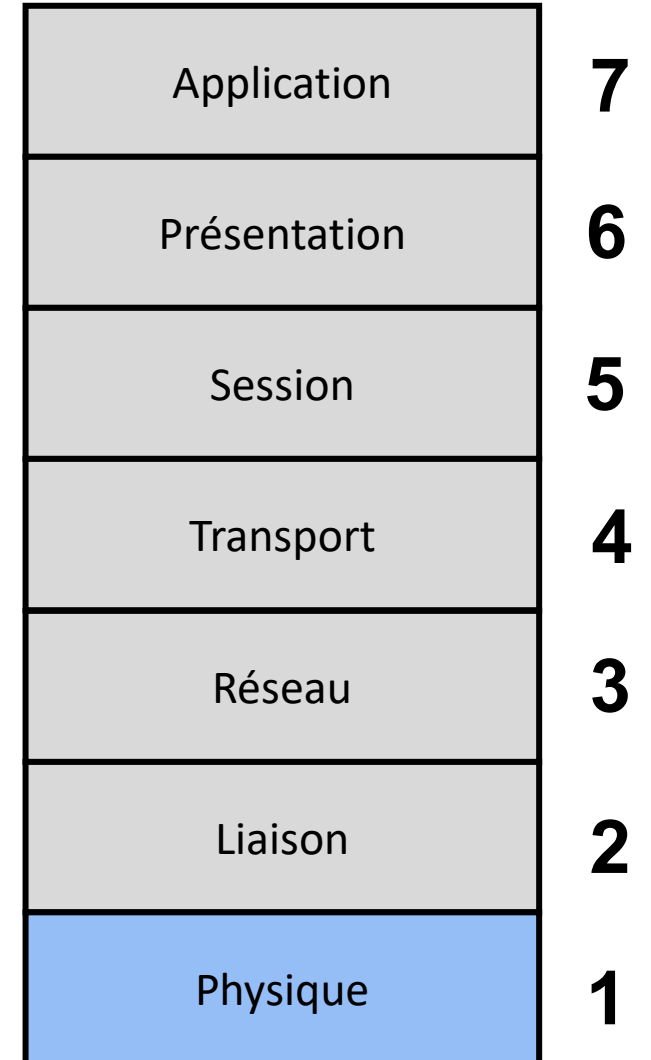 Application 7
Présentation 6
Session 5
Transport 4
Réseau 3
Liaison 2
Physique 1